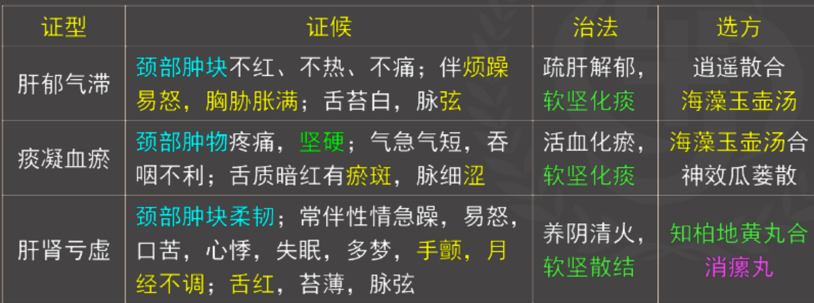 证型 证候 治法 选方
肝郁气滞
颈部肿块不红、不热、不痛；伴烦躁
易怒，胸胁胀满；舌苔白，脉弦
疏肝解郁，
软坚化痰
逍遥散合
海藻玉壶汤
痰凝血瘀
颈部肿物疼痛，坚硬；气急气短，吞
咽不利；舌质暗红有瘀斑，脉细涩
活血化瘀，
软坚化痰
海藻玉壶汤合
神效瓜蒌散
肝肾亏虚
颈部肿块柔韧；常伴性情急躁，易怒，
口苦，心悸，失眠，多梦，手颤，月
经不调；舌红，苔薄，脉弦
养阴清火，
软坚散结
知柏地黄丸合
消瘰丸